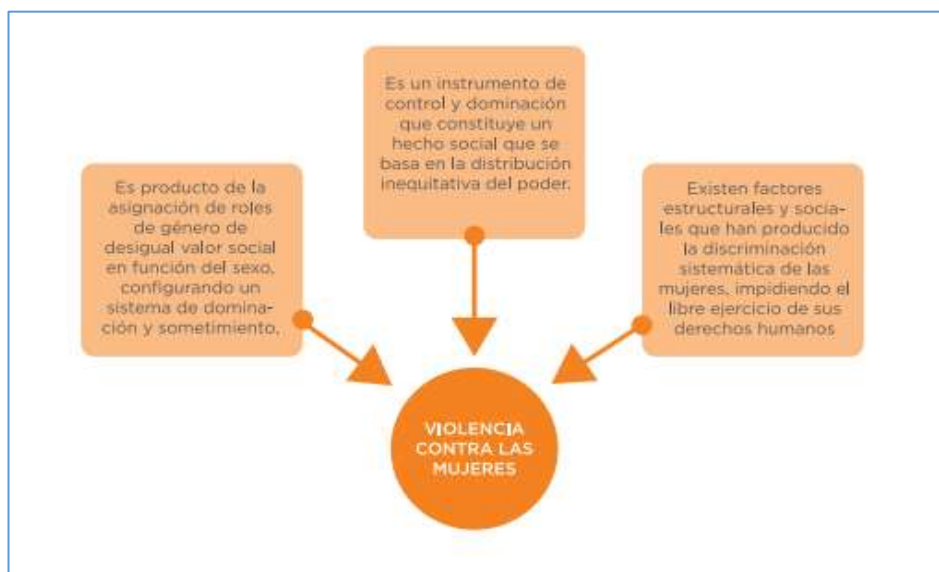 Es un instrumento de
control y dominación
que constituye un
hecho social que se
basa en la distribución
inequitativa del poder.
Es producto de la
asignación de roles
de género de
desigual valor social
en función del sexo,
configurando un
sistema de domina-
ción y sometimiento.
Existen factores
estructurales y socia-
les que han producido
la discriminación
sistemática de las
mujeres, impidiendo el
libre ejercicio de sus
derechos humanos
VIOLENCIA
CONTRA LAS
MUJERES